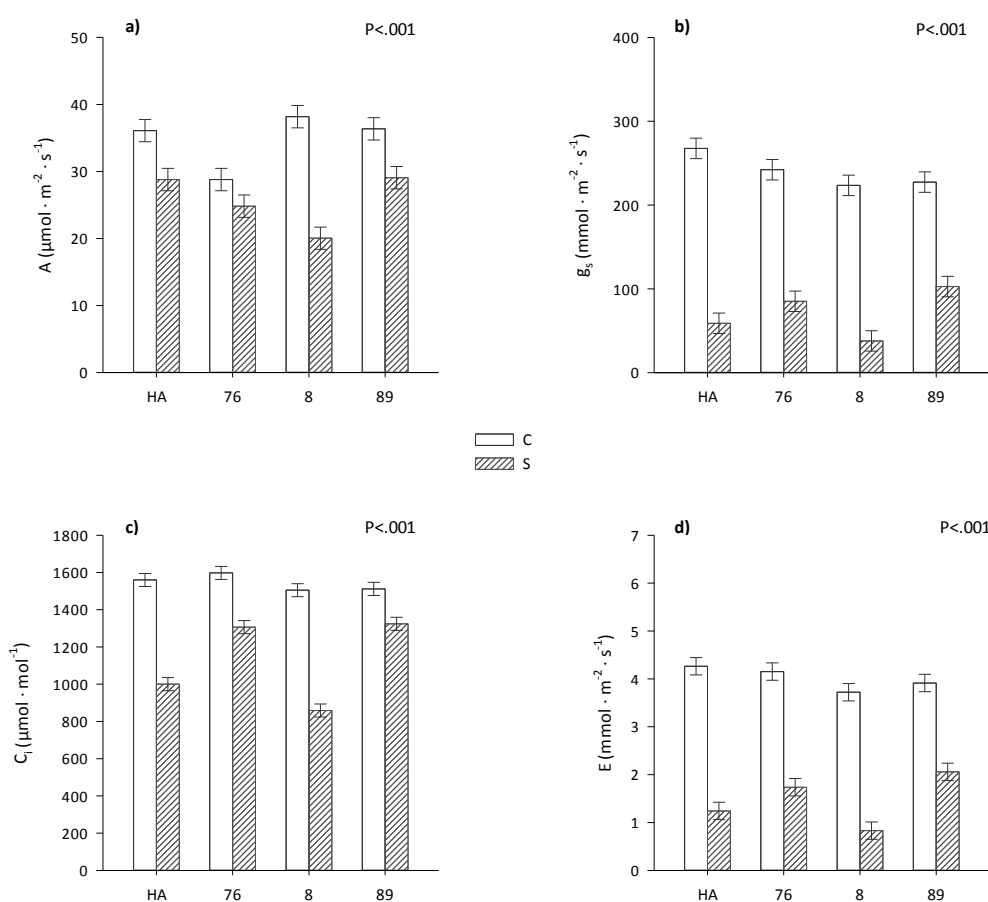 a)
P<.001
50
40
30
20
10
0
A (µmol · m⁻² · s⁻¹)
HA 76 8 89
b)
P<.001
400
300
200
100
0
gₛ (mmol · m⁻² · s⁻¹)
HA 76 8 89
C
S
c)
P<.001
1800
1600
1400
1200
1000
800
600
400
200
0
Cᵢ (µmol · mol⁻¹)
HA 76 8 89
d)
P<.001
7
6
5
4
3
2
1
0
E (mmol · m⁻² · s⁻¹)
HA 76 8 89